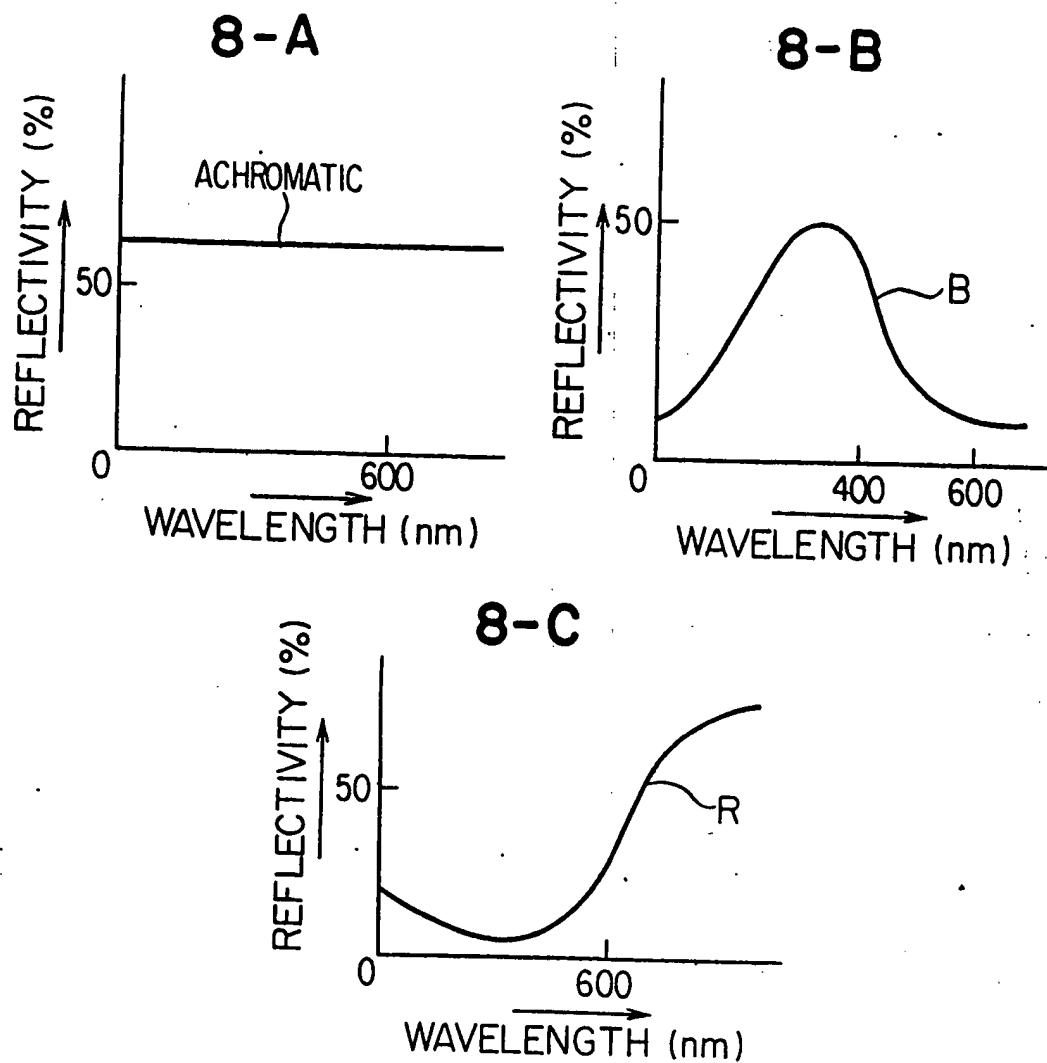 8-A
REFLECTIVITY (%)
ACHROMATIC
50
0
600
WAVELENGTH (nm)
8-B
REFLECTIVITY (%)
50
B
0
400
600
WAVELENGTH (nm)
8-C
REFLECTIVITY (%)
50
R
0
600
WAVELENGTH (nm)